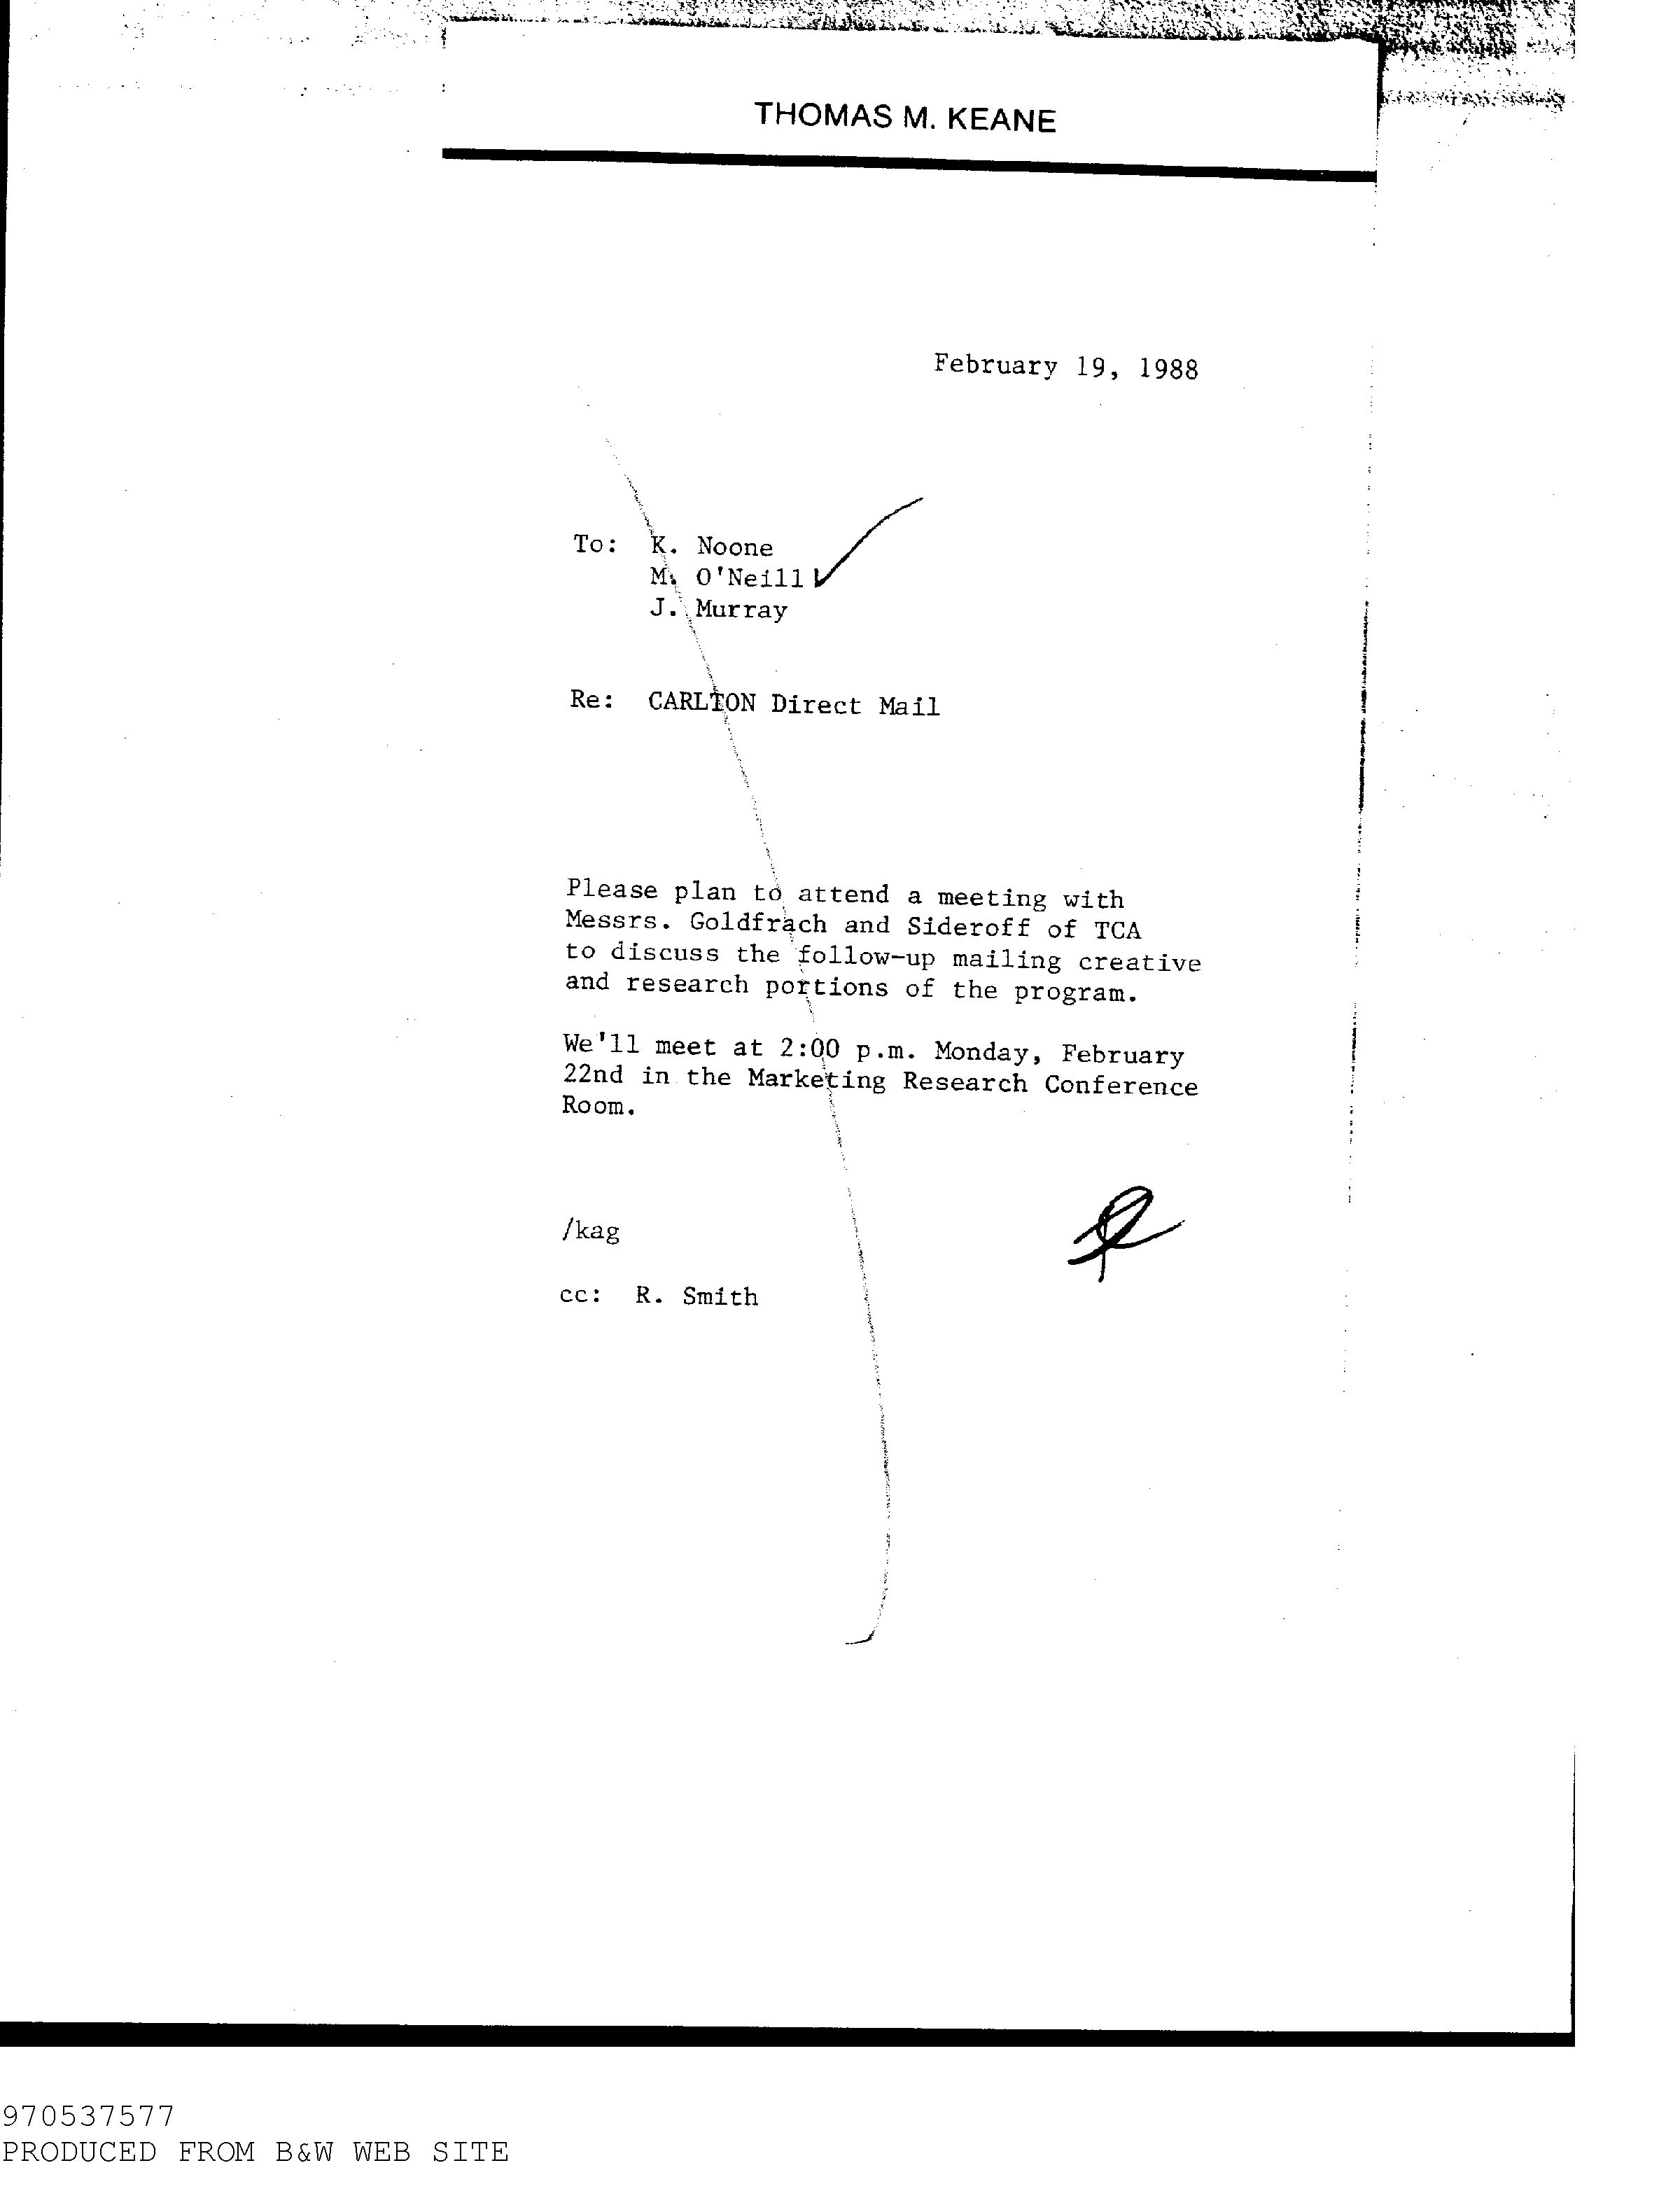 THOMAS M. KEANE
February 19, 1988
To: K. Noone
M. O'Neill
J. Murray
Re: CARLTON Direct Mail
Please plan to attend a meeting with
Messrs. Goldfrach and Sideroff of TCA
to discuss the follow-up mailing creative
and research portions of the program.
We'll meet at 2:00 p.m. Monday, February
22nd in the Marketing Research Conference
Room.
/kag
cc: R. Smith
970537577
PRODUCED FROM B&W WEB SITE